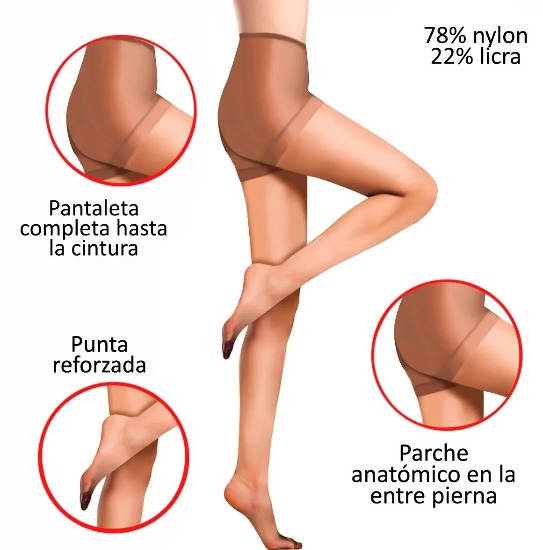 78% nylon
22% licra
Pantaleta
completa hasta
la cintura
Punta
reforzada
Parche
anatómico en la
entre pierna